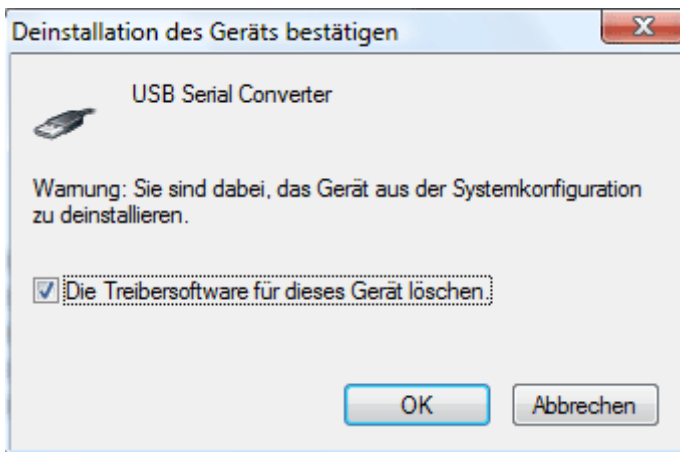 Deinstallation des Geräts bestätigen
USB Serial Converter
Warnung: Sie sind dabei, das Gerät aus der Systemkonfiguration
zu deinstallieren.
Die Treibersoftware für dieses Gerät löschen.
OK
Abbrechen